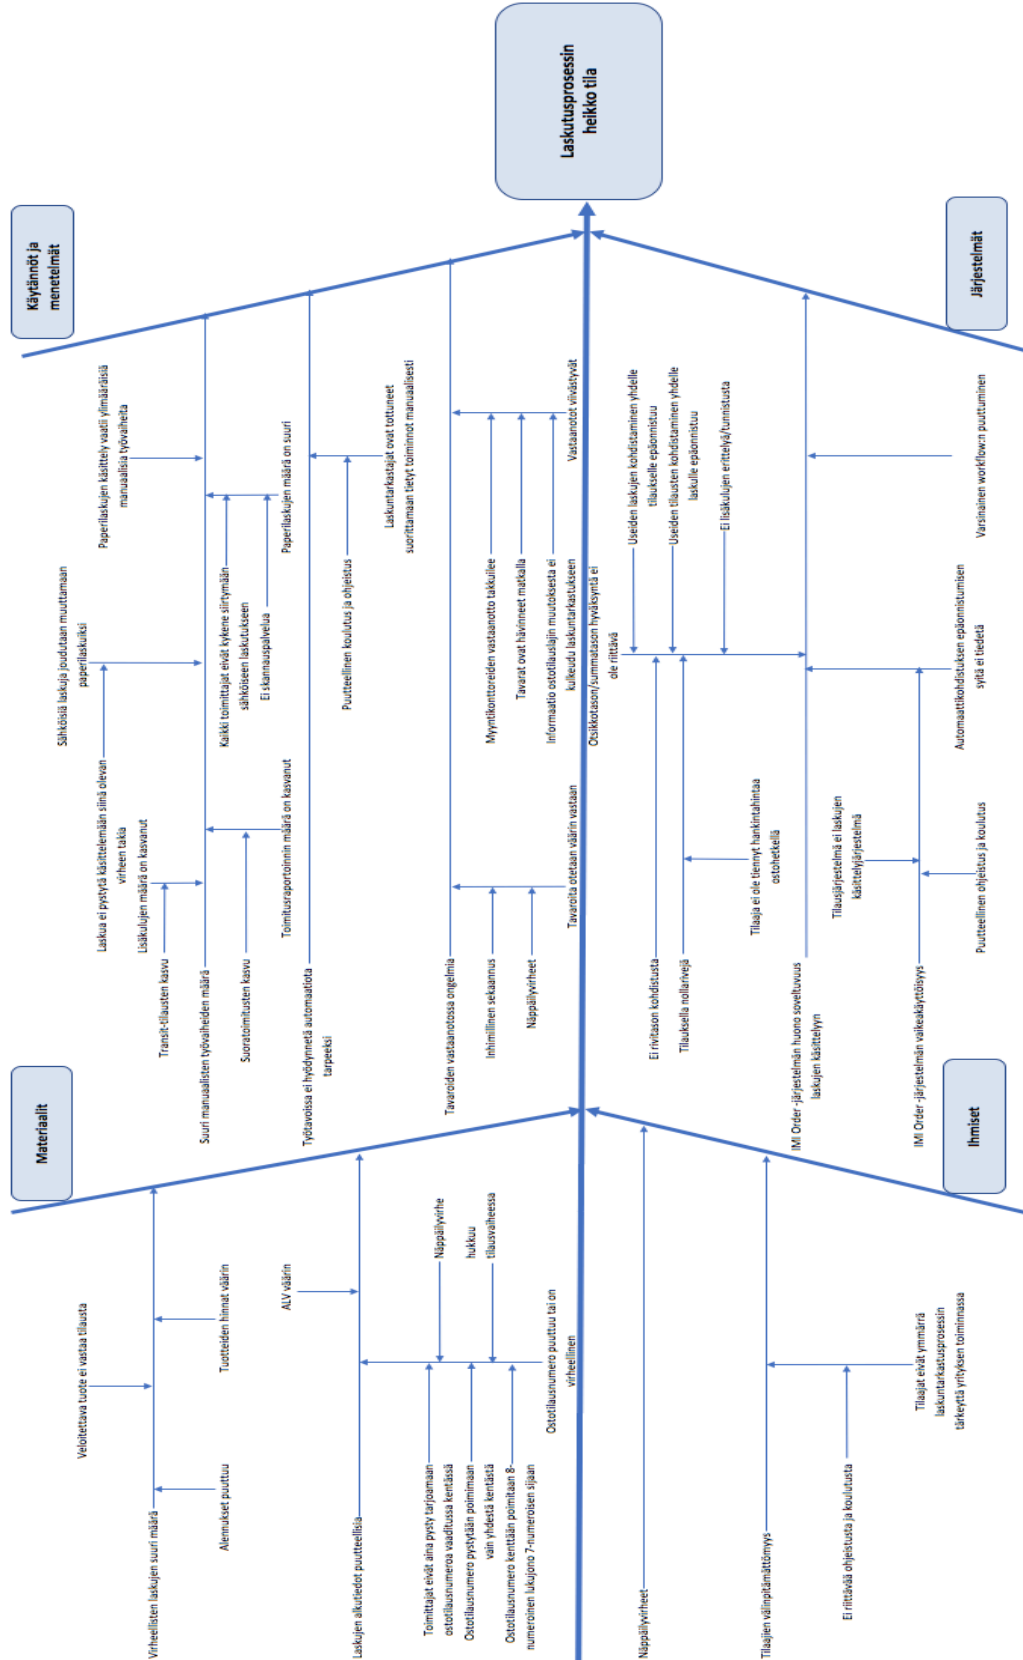 Materiaalit
Käytännöt ja
menetelmät
Veloitettava tuote ei vastaa tilausta
Virheellisten laskujen suuri määrä
Alennukset puuttuu
Tuotteiden hinnat väärin
ALV väärin
Laskujen alkutiedot puutteellisia
Toimittajat eivät aina pysty tarjoamaan
ostotilausnumeroa vaaditussa kentässä
Ostotilausnumero pystytään poimimaan
vain yhdestä kentästä
Ostotilausnumero kenttään poimitaan 8-
numeroinen lukujono 7-numeroisen sijaan
Näppäilyvirhe
hukkuu
tilausvaiheessa
Ostotilausnumero puuttuu tai on
virheellinen
Sähköisiä laskuja joudutaan muuttamaan
paperilaskuiksi
Laskua ei pystytä käsittelemään siinä olevan
virheen takia
Paperilaskujen käsittely vaatii ylimääräisiä
manuaalisia työvaiheita
Lisäkulujen määrä on kasvanut
Transit-tilausten kasvu
Suuri manuaalisten työvaiheiden määrä
Suoratoimitusten kasvu
Toimitusraportoinnin määrä on kasvanut
Kaikki toimittajat eivät kykene siirtymään
sähköiseen laskutukseen
Ei skannauspalvelua
Paperilaskujen määrä on suuri
Työtavoissa ei hyödynnetä automaatiota
tarpeeksi
Puutteellinen koulutus ja ohjeistus
Laskuntarkastajat ovat tottuneet
suorittamaan tietyt toiminnot manuaalisesti
Tavaroiden vastaanotossa ongelmia
Inhimillinen sekaannus
Näppäilyvirheet
Tavaroita otetaan väärin vastaan
Myyntikonttoreiden vastaanotto takkuilee
Tavarat ovat hävinneet matkalla
Informaatio ostotilauslajin muutoksesta ei
kulkeudu laskuntarkastukseen
Vastaanotot viivästyvät
Laskutusprosessin
heikko tila
Näppäilyvirheet
Tilaajien välinpitämättömyys
Ei riittävää ohjeistusta ja koulutusta
Tilaajat eivät ymmärrä
laskuntarkastusprosessin
tärkeyttä yrityksen toiminnassa
Ihmiset
Otsikkotason/summatason hyväksyntä ei
ole riittävä
Useiden laskujen kohdistaminen yhdelle
tilaukselle epäonnistuu
Useiden tilausten kohdistaminen yhdelle
laskulle epäonnistuu
Ei lisäkulujen erittelyä/tunnistusta
Ei rivitason kohdistusta
Tilauksella nollarivejä
Tilaaja ei ole tiennyt hankintahintaa
ostohetkellä
IMI Order -järjestelmän huono soveltuvuus
laskujen käsittelyyn
Tilausjärjestelmä ei laskujen
käsittelyjärjestelmä
IMI Order -järjestelmän vaikeakäyttöisyys
Puutteellinen ohjeistus ja koulutus
Automaattikohdistuksen epäonnistumisen
syitä ei tiedetä
Varsinainen workflow:n puuttuminen
Järjestelmät